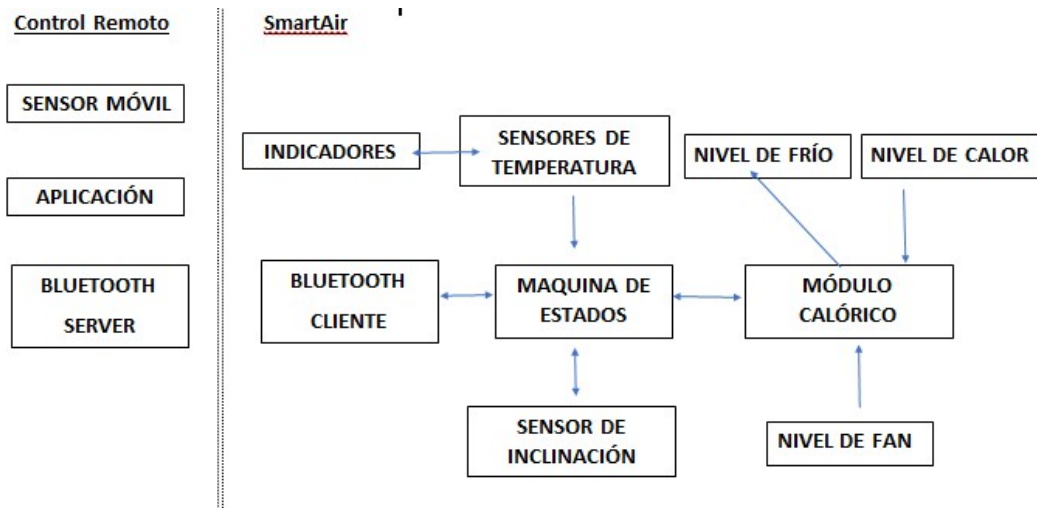 Control Remoto
SmartAir
SENSOR MÓVIL
APLICACIÓN
BLUETOOTH
SERVER
INDICADORES
SENSORES DE
TEMPERATURA
NIVEL DE FRÍO
NIVEL DE CALOR
BLUETOOTH
CLIENTE
MAQUINA DE
ESTADOS
MÓDULO
CALÓRICO
SENSOR DE
INCLINACIÓN
NIVEL DE FAN